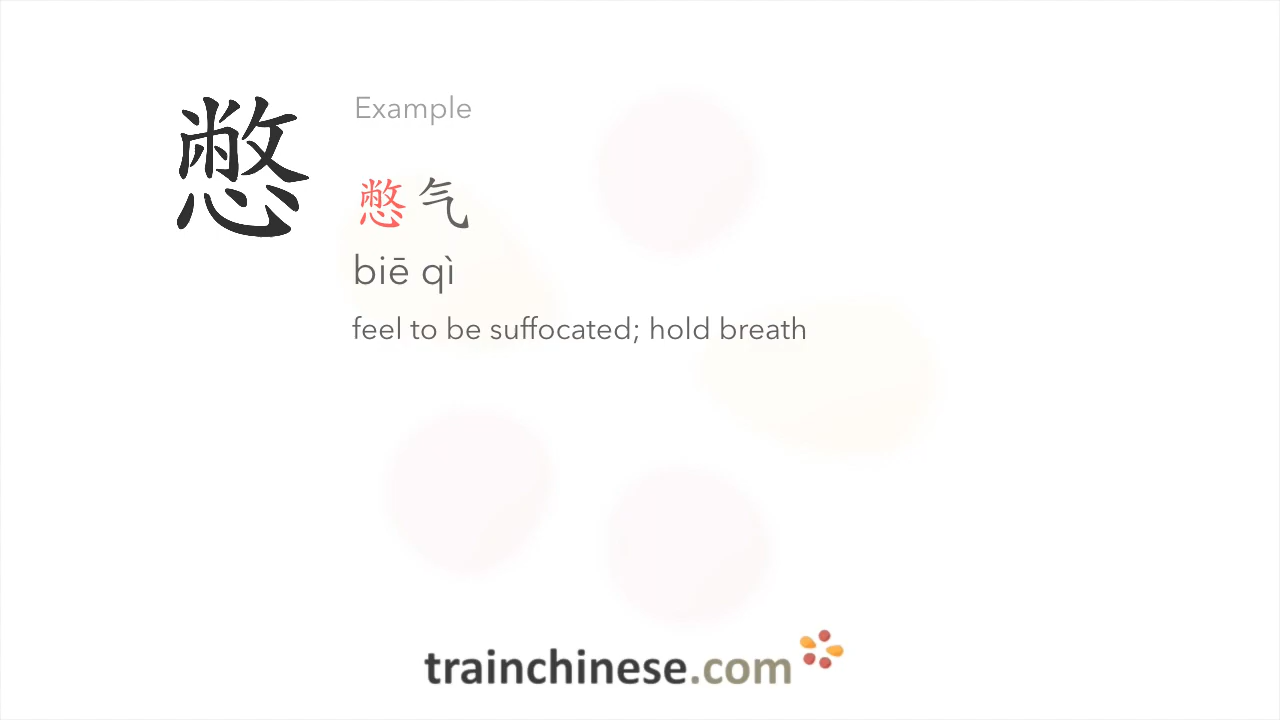 憋
Example
憋气
biē qì
feel to be suffocated; hold breath
trainchinese.com